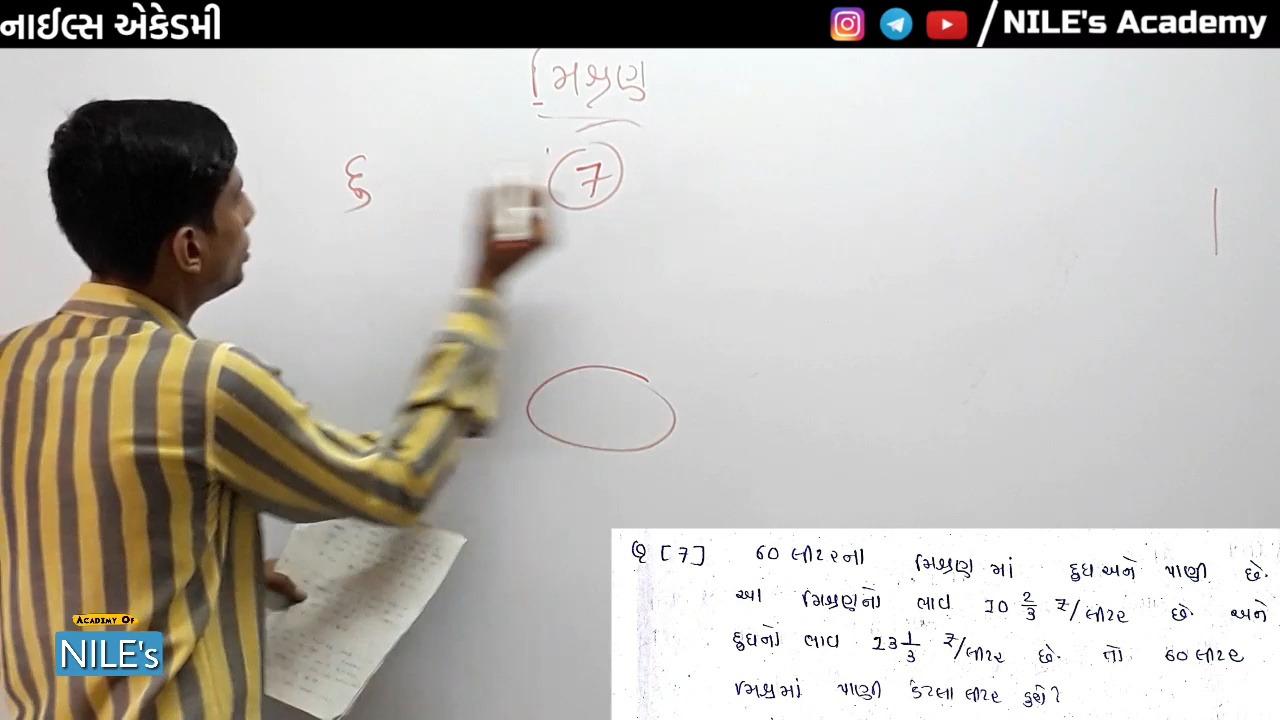 નાઈલ્સ એકેડમી
/ NILE's Academy
મિશ્રણ
દુ
7
Q [7] 60 લીટરના મિશ્રણ માં દુધ અને પાણી છે.
આ મિશ્રણનો ભાવ 10 2/3 ₹/લીટર છે અને
દુધનો ભાવ 13 1/3 ₹/લીટર છે. તો 60 લીટર
મિશ્રમાં પાણી કેટલા લીટર હશે?
ACADEMY OF
NILE's